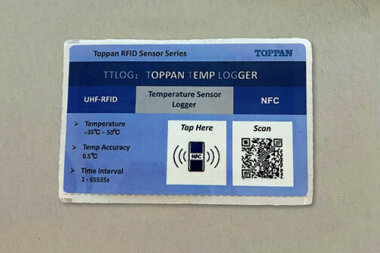 Toppan RFID Sensor Series
TOPPAN
TTLOG: TOPPAN TEMP LOGGER
UHF-RFID
Temperature Sensor
Logger
NFC
Temperature
-35℃ - 50℃
Temp Accuracy
0.5℃
Time interval
1 - 65535s
Tap Here
NFC
Scan